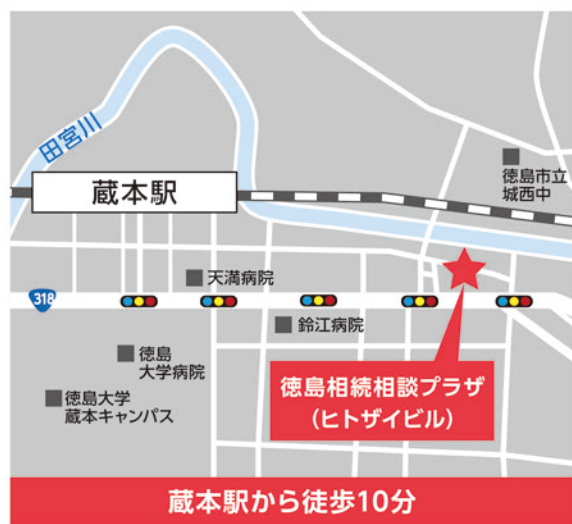 田宮川
蔵本駅
徳島市立
城西中
天満病院
318
鈴江病院
徳島
大学病院
徳島大学
蔵本キャンパス
徳島相続相談プラザ
(ヒトザイビル)
蔵本駅から徒歩10分